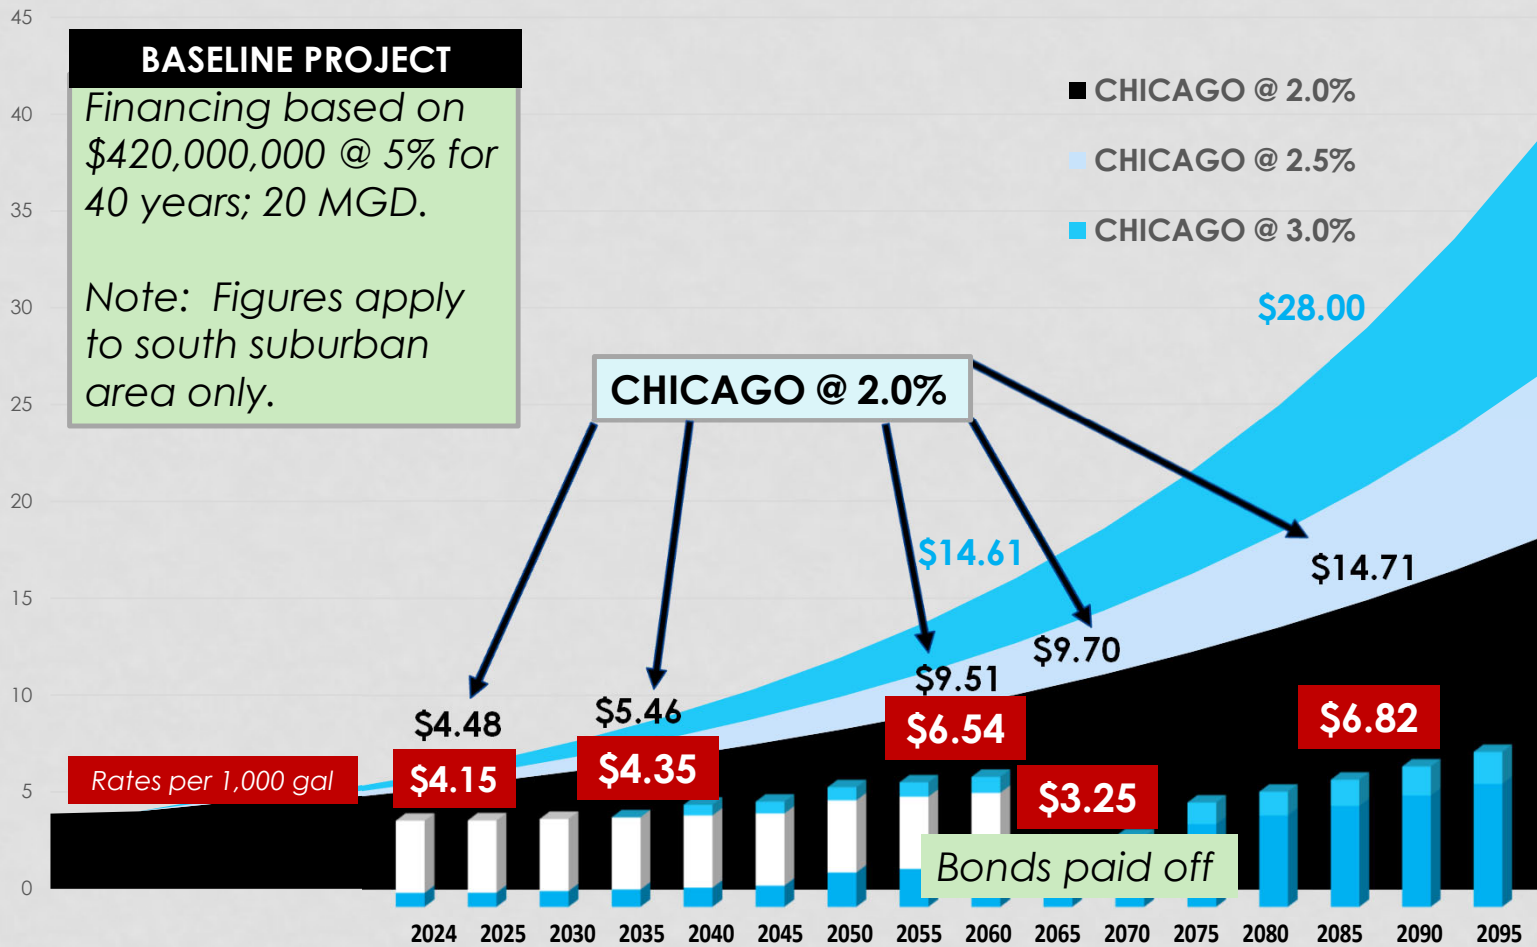 45
40
35
30
25
20
15
10
5
0
BASELINE PROJECT
Financing based on
$420,000,000 @ 5% for
40 years; 20 MGD.
Note:  Figures apply
to south suburban
area only.
CHICAGO @ 2.0%
CHICAGO @ 2.5%
CHICAGO @ 3.0%
$28.00
CHICAGO @ 2.0%
$14.61
$14.71
$9.70
$9.51
$5.46
$4.48
$6.82
$6.54
$4.35
$4.15
$3.25
Rates per 1,000 gal
Bonds paid off
2024 2025 2030 2035 2040 2045 2050 2055 2060 2065 2070 2075 2080 2085 2090 2095